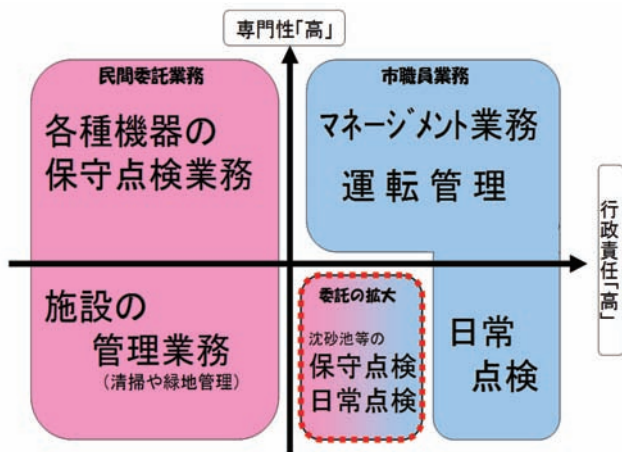 専門性「高」
民間委託業務
各種機器の
保守点検業務
市職員業務
マネージメント業務
運転管理
行政責任「高」
施設の
管理業務
(清掃や緑地管理)
委託の拡大
沈砂池等の
保守点検
日常点検
日常
点検